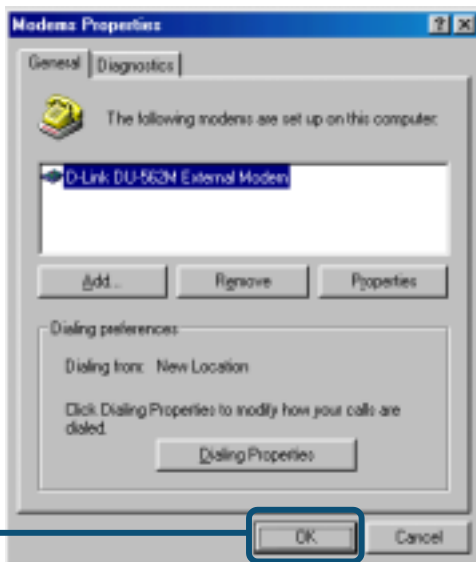 Modems Properties
General Diagnostics
The following modems are set up on this computer:
D-Link DU-562M External Modem
Add... Remove Properties
Dialing preferences
Dialing from: New Location
Click Dialing Properties to modify how your calls are
dialed.
Dialing Properties
OK Cancel